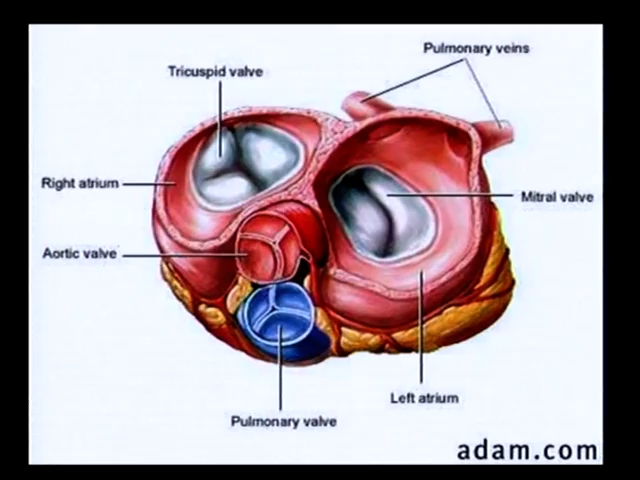 Pulmonary veins
Tricuspid valve
Right atrium
Mitral valve
Aortic valve
Left atrium
Pulmonary valve
adam.com